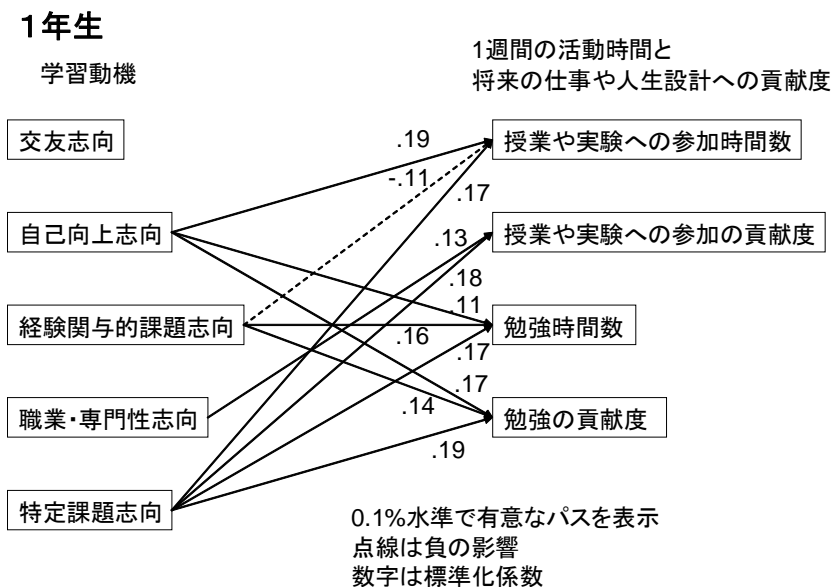 1年生
学習動機
1週間の活動時間と
将来の仕事や人生設計への貢献度
交友志向
自己向上志向
経験関与的課題志向
職業・専門性志向
特定課題志向
.19
-.11
.17
.13
.18
.11
.16
.17
.17
.14
.19
授業や実験への参加時間数
授業や実験への参加の貢献度
勉強時間数
勉強の貢献度
0.1%水準で有意なパスを表示
点線は負の影響
数字は標準化係数